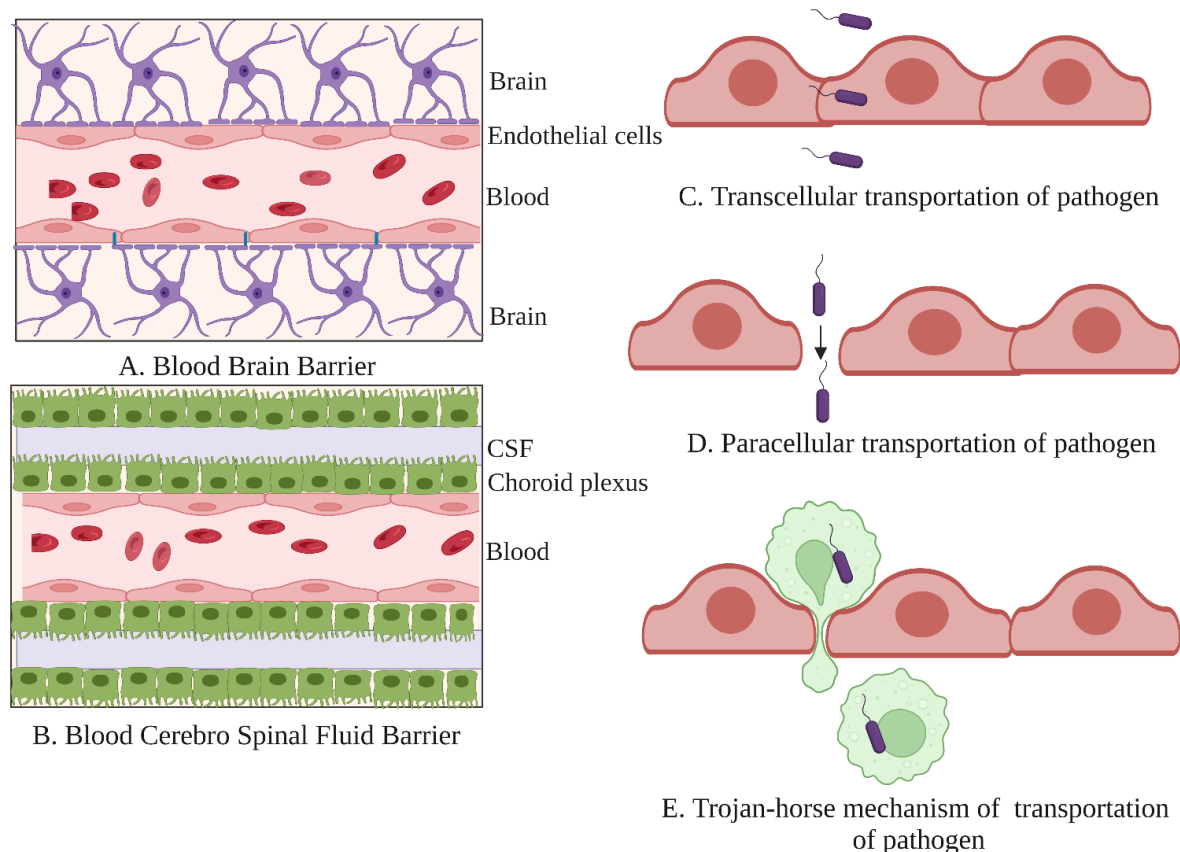 Brain
Endothelial cells
Blood
Brain
A. Blood Brain Barrier
CSF
Choroid plexus
Blood
B. Blood Cerebro Spinal Fluid Barrier
C. Transcellular transportation of pathogen
D. Paracellular transportation of pathogen
E. Trojan-horse mechanism of transportation
of pathogen